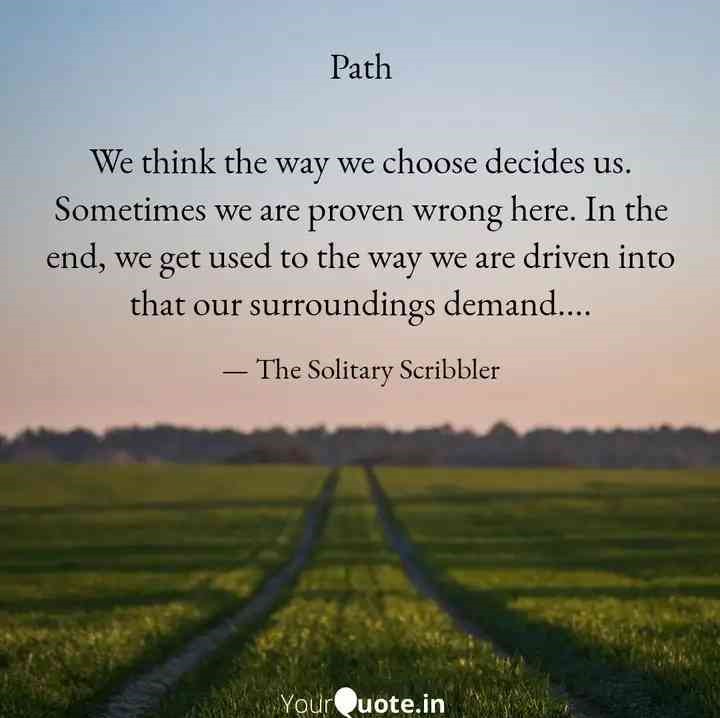 Path
We think the way we choose decides us.
Sometimes we are proven wrong here. In the
end, we get used to the way we are driven into
that our surroundings demand....
— The Solitary Scribbler
YourQuote.in